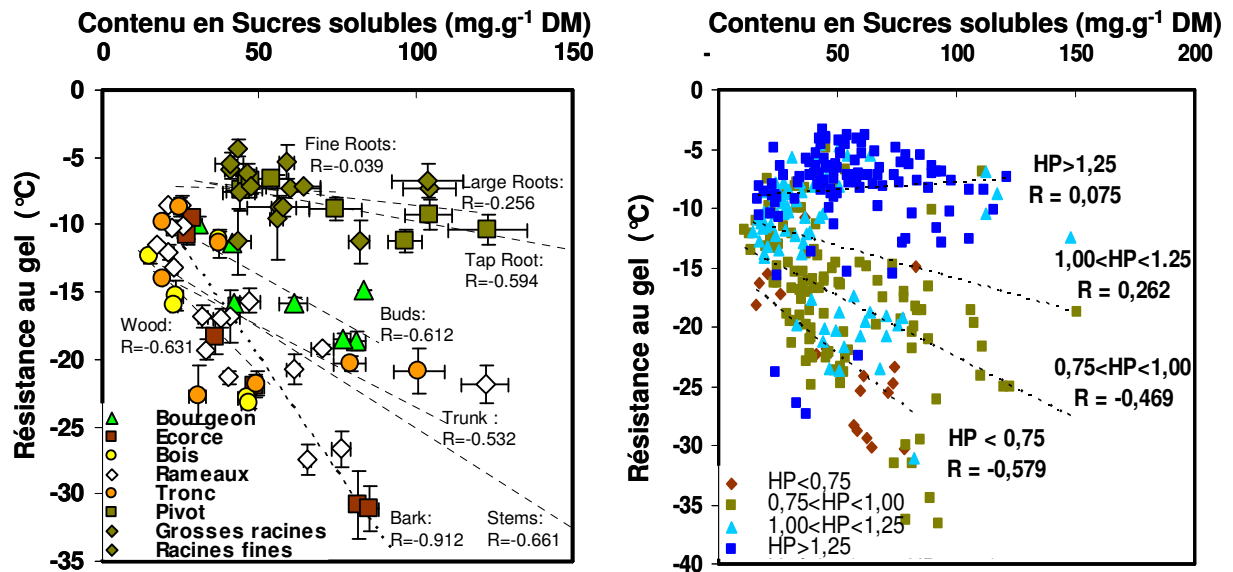 Contenu en Sucres solubles (mg.g-1 DM)
0 50 100 150
0
-5
-10
-15
-20
-25
-30
-35
Résistance au gel (°C)
Fine Roots:
R=-0.039
Large Roots:
R=-0.256
Tap Root:
R=-0.594
Buds:
R=-0.612
Wood:
R=-0.631
Trunk :
R=-0.532
Bark:
R=-0.912
Stems:
R=-0.661
Bourgeon
Ecorce
Bois
Rameaux
Tronc
Pivot
Grosses racines
Racines fines
Contenu en Sucres solubles (mg.g-1 DM)
- 50 100 150 200
0
-5
-10
-15
-20
-25
-30
-35
-40
Résistance au gel (°C)
HP>1,25
R = 0,075
1,00<HP<1.25
R = 0,262
0,75<HP<1,00
R = -0,469
HP < 0,75
R = -0,579
HP<0,75
0,75<HP<1,00
1,00<HP<1,25
HP>1,25